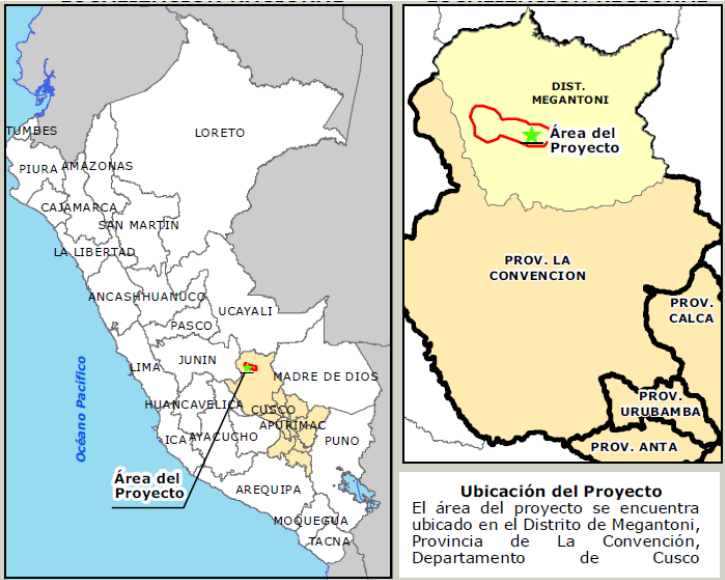 TUMBES
LORETO
PIURA
AMAZONAS
CAJAMARCA
SAN MARTIN
LA LIBERTAD
ANCASH
HUANUCO
UCAYALI
PASCO
LIMA
JUNIN
MADRE DE DIOS
HUANCAVELICA
CUSCO
APURIMAC
ICA
AYACUCHO
PUNO
AREQUIPA
MOQUEGUA
TACNA
Océano Pacífico
Área del
Proyecto
DIST.
MEGANTONI
Área del
Proyecto
PROV. LA
CONVENCION
PROV.
CALCA
PROV.
URUBAMBA
PROV. ANTA
Ubicación del Proyecto
El área del proyecto se encuentra
ubicado en el Distrito de Megantoni,
Provincia de La Convención,
Departamento de Cusco